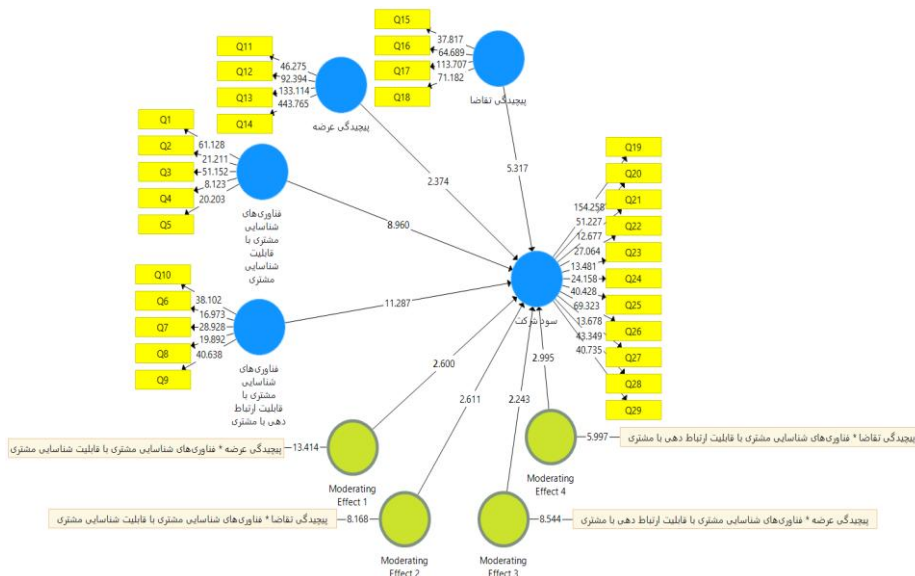 Q15
Q16
Q17
Q18
37.817
64.689
113.707
71.182
پیچیدگی تقاضا
Q11
Q12
Q13
Q14
46.275
92.394
133.114
443.765
پیچیدگی عرضه
Q1
Q2
Q3
Q4
Q5
61.128
21.211
51.152
8.123
20.203
فناوری‌های
شناسایی
مشتری با
قابلیت
شناسایی
مشتری
Q10
Q6
Q7
Q8
Q9
38.102
16.973
28.928
19.892
40.638
فناوری‌های
شناسایی
مشتری با
قابلیت ارتباط
دهی با مشتری
2.374
5.317
8.960
11.287
2.600
2.611
2.243
2.995
سود شرکت
154.258
51.227
12.677
27.064
13.481
24.158
40.428
69.323
13.678
43.349
40.735
Q19
Q20
Q21
Q22
Q23
Q24
Q25
Q26
Q27
Q28
Q29
پیچیدگی عرضه * فناوری‌های شناسایی مشتری با قابلیت شناسایی مشتری
13.414
Moderating
Effect 1
پیچیدگی تقاضا * فناوری‌های شناسایی مشتری با قابلیت شناسایی مشتری
8.168
Moderating
Effect 2
پیچیدگی عرضه * فناوری‌های شناسایی مشتری با قابلیت ارتباط دهی با مشتری
8.544
Moderating
Effect 3
پیچیدگی تقاضا * فناوری‌های شناسایی مشتری با قابلیت ارتباط دهی با مشتری
5.997
Moderating
Effect 4